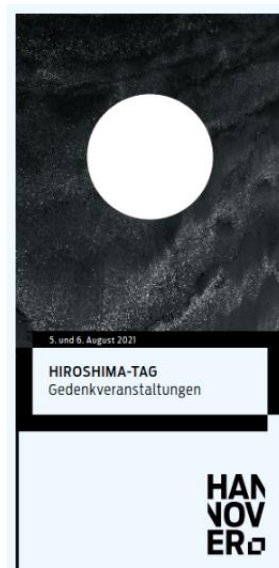 5. und 6. August 2021
HIROSHIMA-TAG
Gedenkveranstaltungen
HAN
NOV
ER